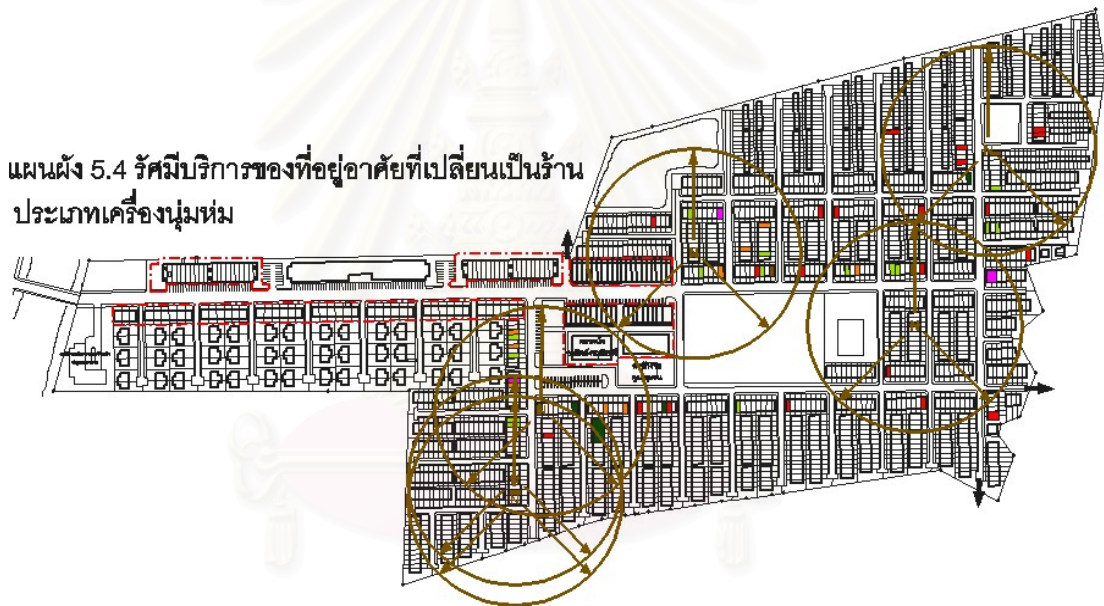 แผนผัง 5.4 รัศมีบริการของที่อยู่อาศัยที่เปลี่ยนเป็นร้าน
ประเภทเครื่องนุ่มห่ม